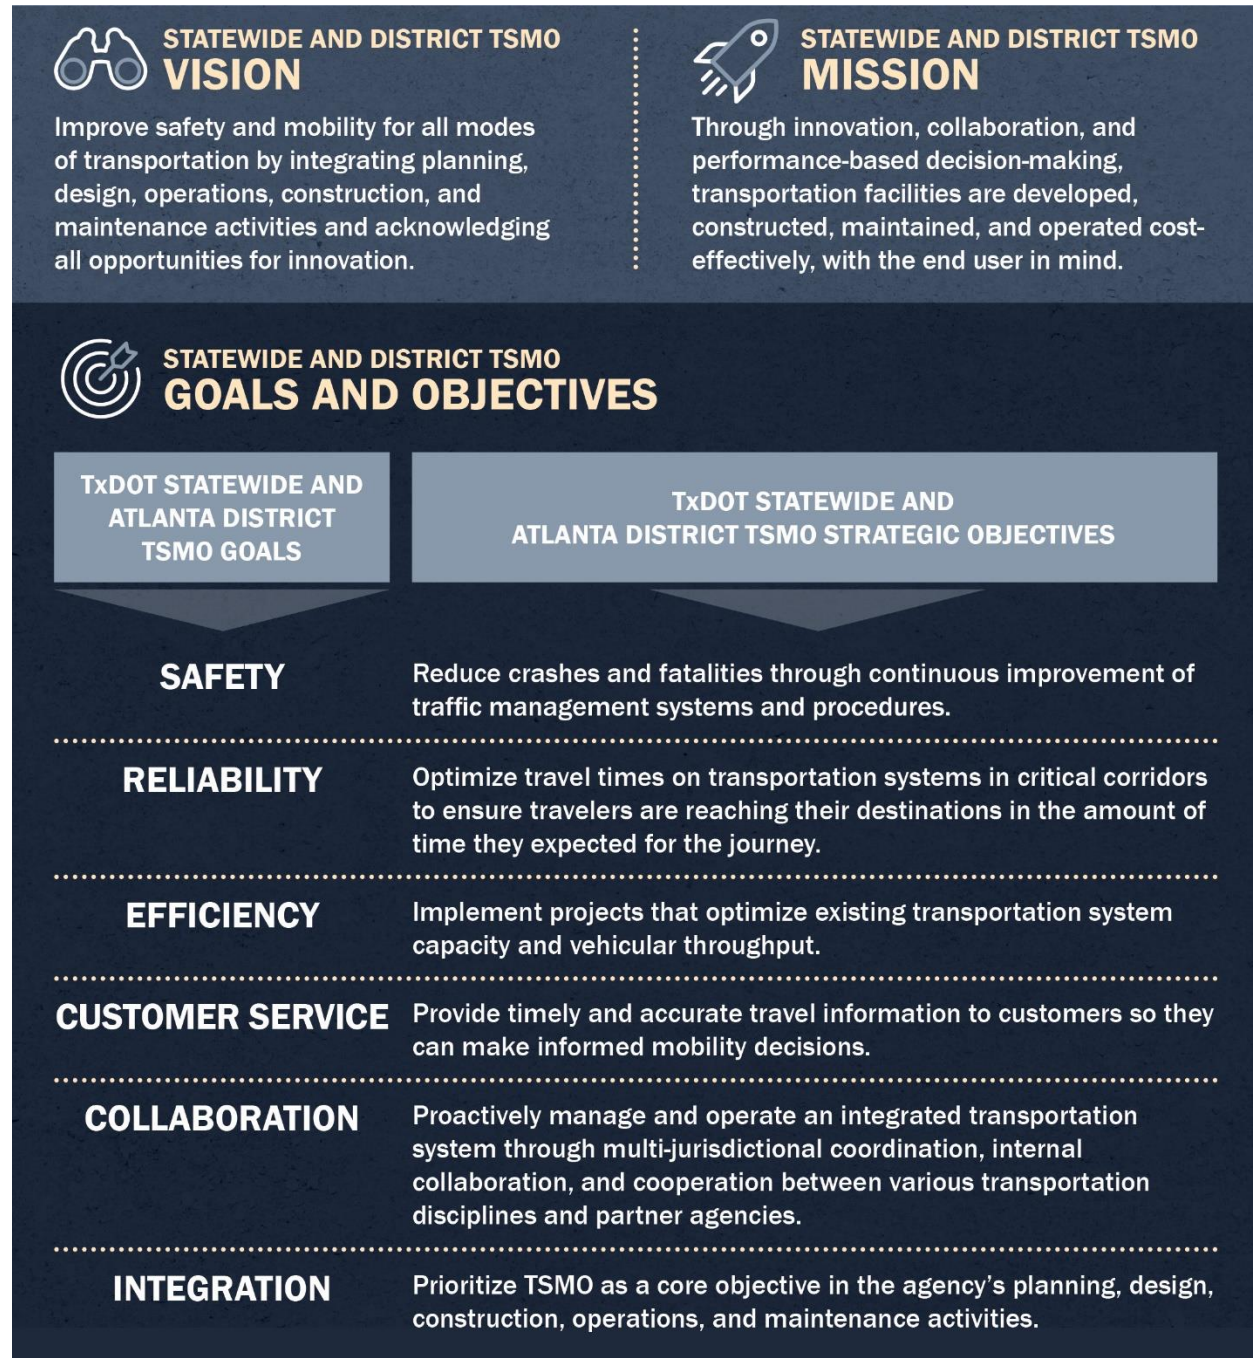 STATEWIDE AND DISTRICT TSMO
VISION
Improve safety and mobility for all modes
of transportation by integrating planning,
design, operations, construction, and
maintenance activities and acknowledging
all opportunities for innovation.
STATEWIDE AND DISTRICT TSMO
MISSION
Through innovation, collaboration, and
performance-based decision-making,
transportation facilities are developed,
constructed, maintained, and operated cost-
effectively, with the end user in mind.
STATEWIDE AND DISTRICT TSMO
GOALS AND OBJECTIVES
TxDOT STATEWIDE AND
ATLANTA DISTRICT
TSMO GOALS
TxDOT STATEWIDE AND
ATLANTA DISTRICT TSMO STRATEGIC OBJECTIVES
SAFETY
Reduce crashes and fatalities through continuous improvement of
traffic management systems and procedures.
RELIABILITY
Optimize travel times on transportation systems in critical corridors
to ensure travelers are reaching their destinations in the amount of
time they expected for the journey.
EFFICIENCY
Implement projects that optimize existing transportation system
capacity and vehicular throughput.
CUSTOMER SERVICE
Provide timely and accurate travel information to customers so they
can make informed mobility decisions.
COLLABORATION
Proactively manage and operate an integrated transportation
system through multi-jurisdictional coordination, internal
collaboration, and cooperation between various transportation
disciplines and partner agencies.
INTEGRATION
Prioritize TSMO as a core objective in the agency's planning, design,
construction, operations, and maintenance activities.